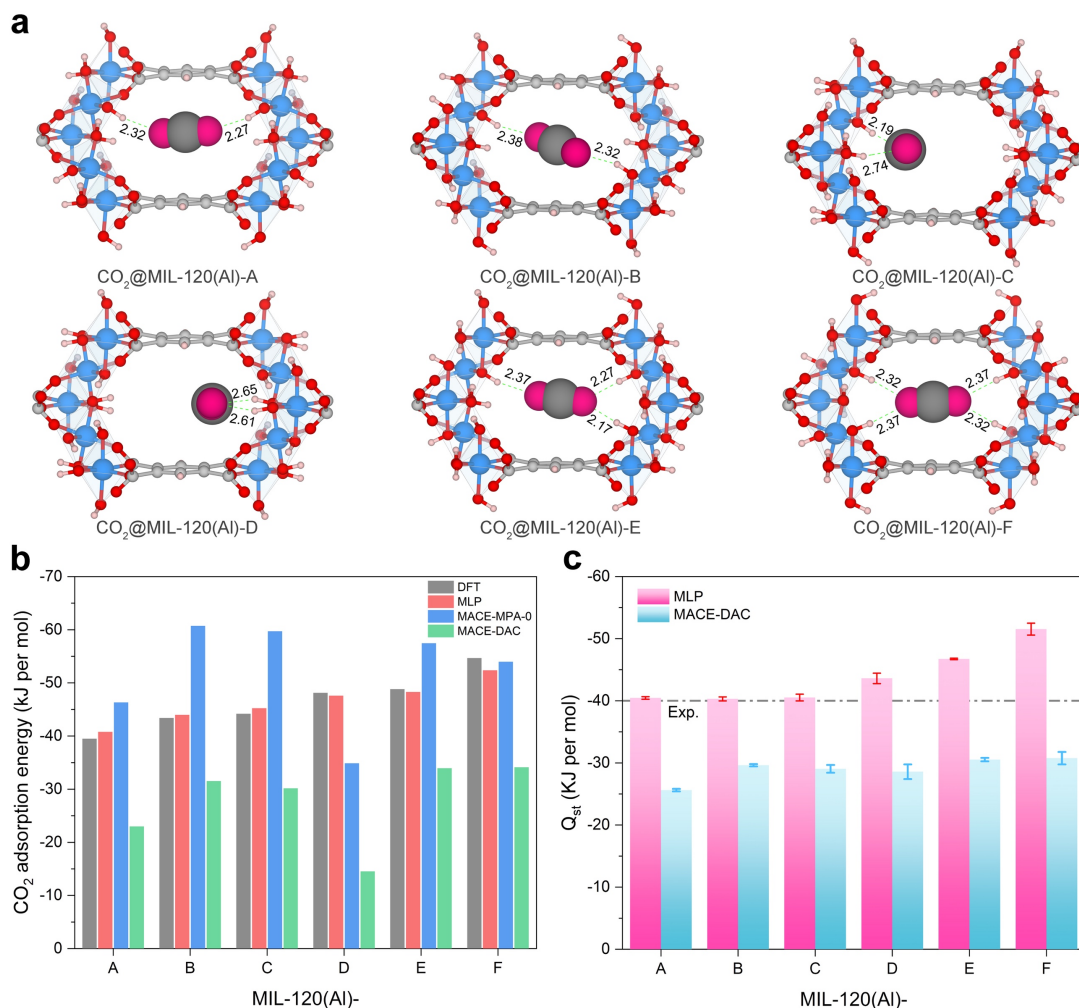 a
2.32
2.27
2.38
2.32
2.19
2.74
CO₂@MIL-120(Al)-A
CO₂@MIL-120(Al)-B
CO₂@MIL-120(Al)-C
2.65
2.61
2.37
2.27
2.17
2.32
2.37
2.37
2.32
CO₂@MIL-120(Al)-D
CO₂@MIL-120(Al)-E
CO₂@MIL-120(Al)-F
b
CO₂ adsorption energy (kJ per mol)
-70
-60
-50
-40
-30
-20
-10
0
DFT
MLP
MACE-MPA-0
MACE-DAC
A B C D E F
MIL-120(Al)-
c
Qst (KJ per mol)
-60
-50
-40
-30
-20
-10
0
MLP
MACE-DAC
Exp.
A B C D E F
MIL-120(Al)-